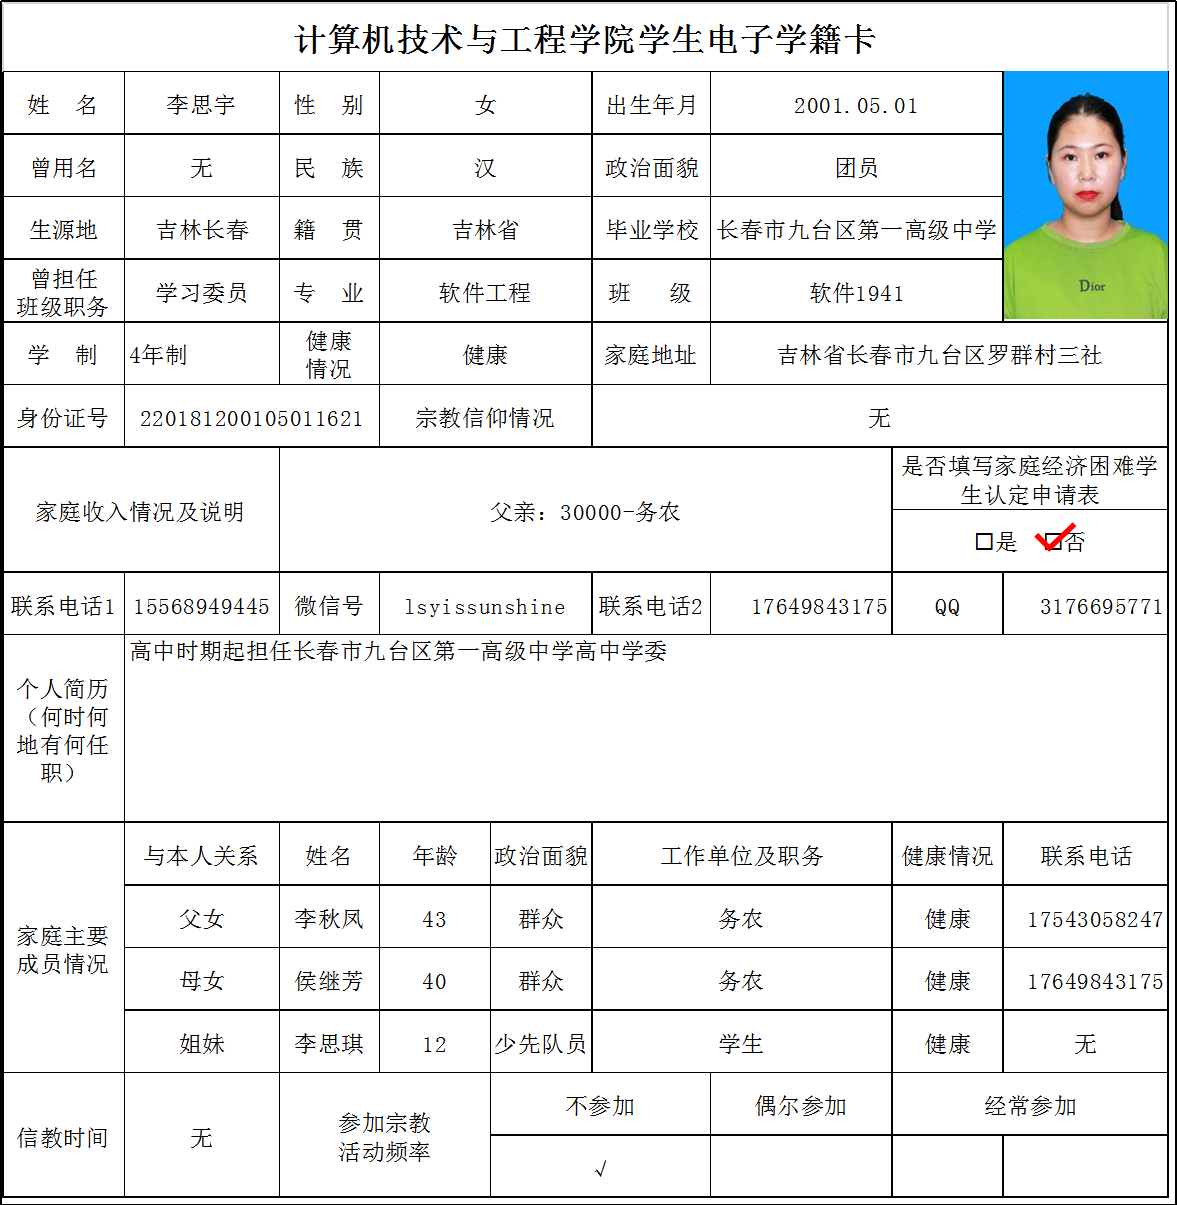 计算机技术与工程学院学生电子学籍卡
姓 名 李思宇 性 别 女 出生年月 2001.05.01
曾用名 无 民 族 汉 政治面貌 团员
生源地 吉林长春 籍 贯 吉林省 毕业学校 长春市九台区第一高级中学
曾担任
班级职务 学习委员 专 业 软件工程 班 级 软件1941
Dior
学 制 4年制 健康
情况 健康 家庭地址 吉林省长春市九台区罗群村三社
身份证号 220181200105011621 宗教信仰情况 无
家庭收入情况及说明 父亲：30000-务农
是否填写家庭经济困难学
生认定申请表
□是 □否
联系电话1 15568949445 微信号 lsyissunshine 联系电话2 17649843175 QQ 3176695771
个人简历
（何时何
地有何任
职）
高中时期起担任长春市九台区第一高级中学高中学委
家庭主要
成员情况
与本人关系 姓名 年龄 政治面貌 工作单位及职务 健康情况 联系电话
父女 李秋凤 43 群众 务农 健康 17543058247
母女 侯继芳 40 群众 务农 健康 17649843175
姐妹 李思琪 12 少先队员 学生 健康 无
信教时间 无 参加宗教
活动频率
不参加 偶尔参加 经常参加
√